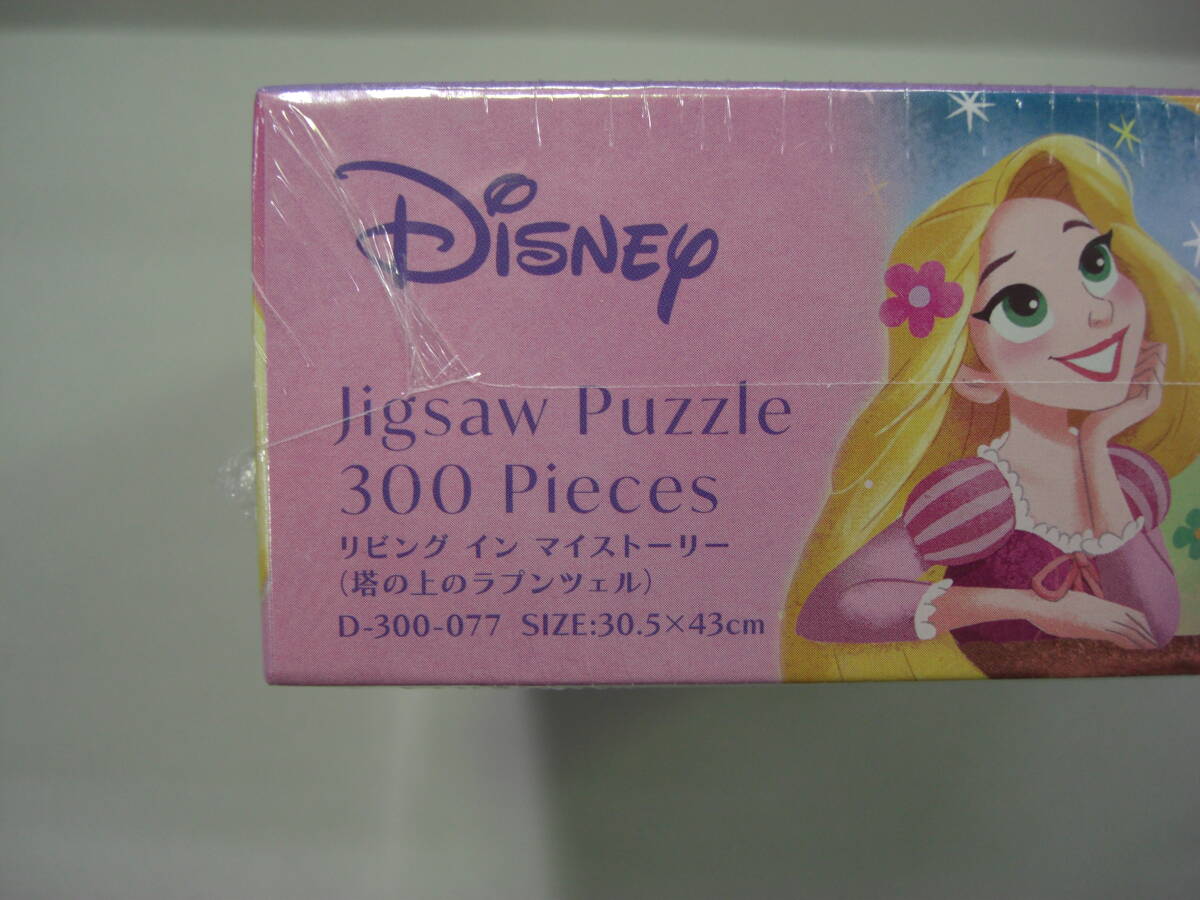 Disney
Jigsaw Puzzle
300 Pieces
リビング イン マイストーリー
(塔の上のラプンツェル)
D-300-077 SIZE:30.5×43cm